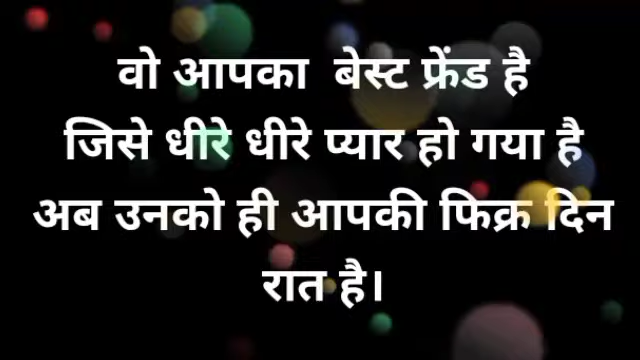 वो आपका बेस्ट फ्रेंड है
जिसे धीरे धीरे प्यार हो गया है
अब उनको ही आपकी फिक्र दिन
रात है।